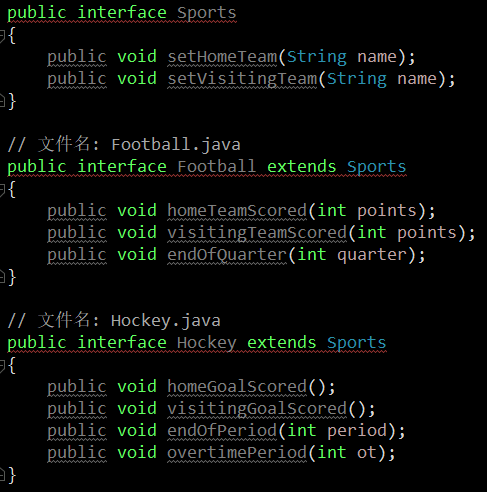 public interface Sports
{
    public void setHomeTeam(String name);
    public void setVisitingTeam(String name);
}
// 文件名: Football.java
public interface Football extends Sports
{
    public void homeTeamScored(int points);
    public void visitingTeamScored(int points);
    public void endOfQuarter(int quarter);
}
// 文件名: Hockey.java
public interface Hockey extends Sports
{
    public void homeGoalScored();
    public void visitingGoalScored();
    public void endOfPeriod(int period);
    public void overtimePeriod(int ot);
}